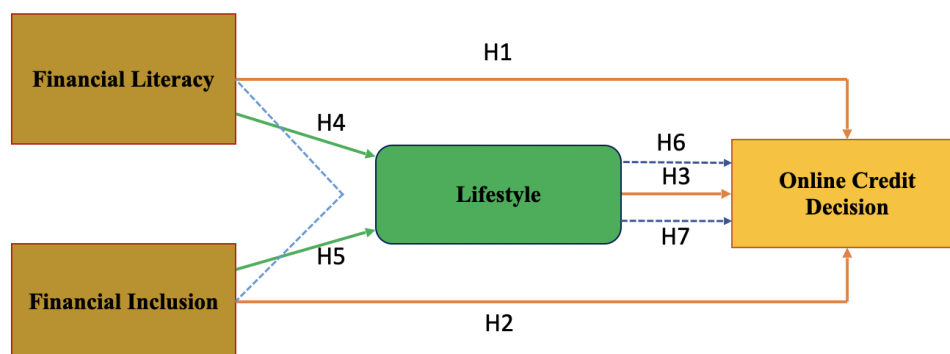 H1
Financial Literacy
H4
H6
H3
Lifestyle
Online Credit
Decision
H7
H5
Financial Inclusion
H2